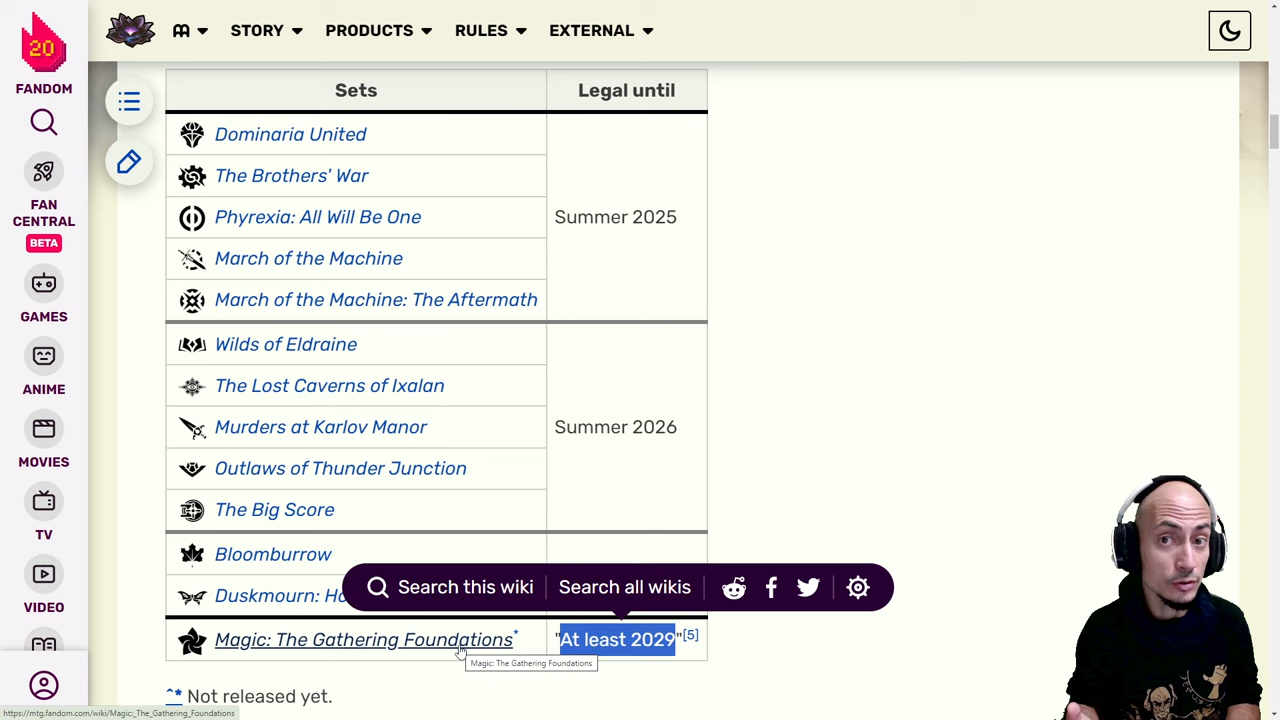 20
FANDOM
FAN
CENTRAL
BETA
GAMES
ANIME
MOVIES
TV
VIDEO
STORY
PRODUCTS
RULES
EXTERNAL
Sets Legal until
Dominaria United
The Brothers' War
Phyrexia: All Will Be One
March of the Machine
March of the Machine: The Aftermath
Summer 2025
Wilds of Eldraine
The Lost Caverns of Ixalan
Murders at Karlov Manor
Outlaws of Thunder Junction
The Big Score
Summer 2026
Bloomburrow
Duskmourn: Ho
Search this wiki
Search all wikis
Magic: The Gathering Foundations* "At least 2029"[5]
Magic: The Gathering Foundations
^* Not released yet.
https://mtg.fandom.com/wiki/Magic:_The_Gathering_Foundations